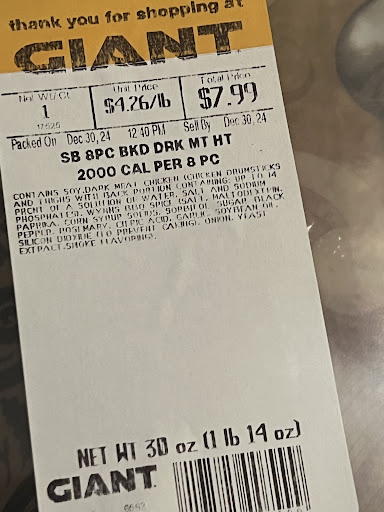 thank you for shopping at
GIANT
Net Wt/Ct Unit Price Total Price
1 $4.26/lb $7.99
17625
Packed On Dec 30, 24 12:40 PM Sell By Dec 30, 24
SB 8PC BKD DRK MT HT
2000 CAL PER 8 PC
CONTAINS SOY.DARK MEAT CHICKEN (CHICKEN DRUMSTICKS
AND THIGHS WITH BACK PORTION CONTAINING: UP TO 14
PRCNT OF A SOLUTION OF WATER, SALT AND SODIUM
PHOSPHATES). WYNNS BBQ SPICE (SALT, MALTODEXTRIN,
PAPRIKA, CORN SYRUP SOLIDS, SORBITOL, SUGAR, BLACK
PEPPER, ROSEMARY, CITRIC ACID, GARLIC, SOYBEAN OIL,
SILICON DIOXIDE (TO PREVENT CAKING), ONION, YEAST
EXTRACT,SMOKE FLAVORING).
NET WT 30 oz (1 lb 14 oz)
GIANT